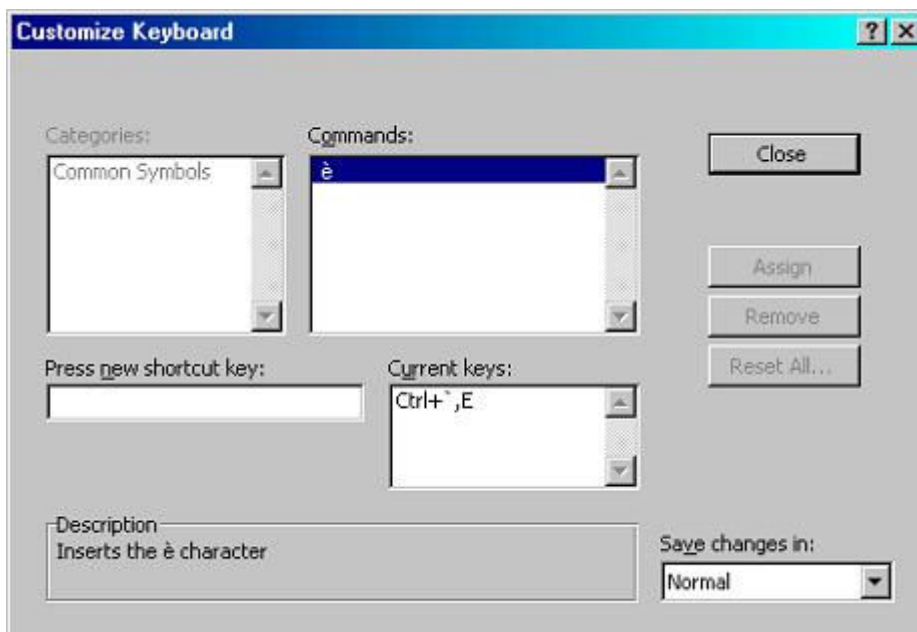 Customize Keyboard
Categories:
Commands:
Common Symbols
è
Close
Assign
Remove
Reset All...
Press new shortcut key:
Current keys:
Ctrl+`,E
Description
Inserts the è character
Save changes in:
Normal